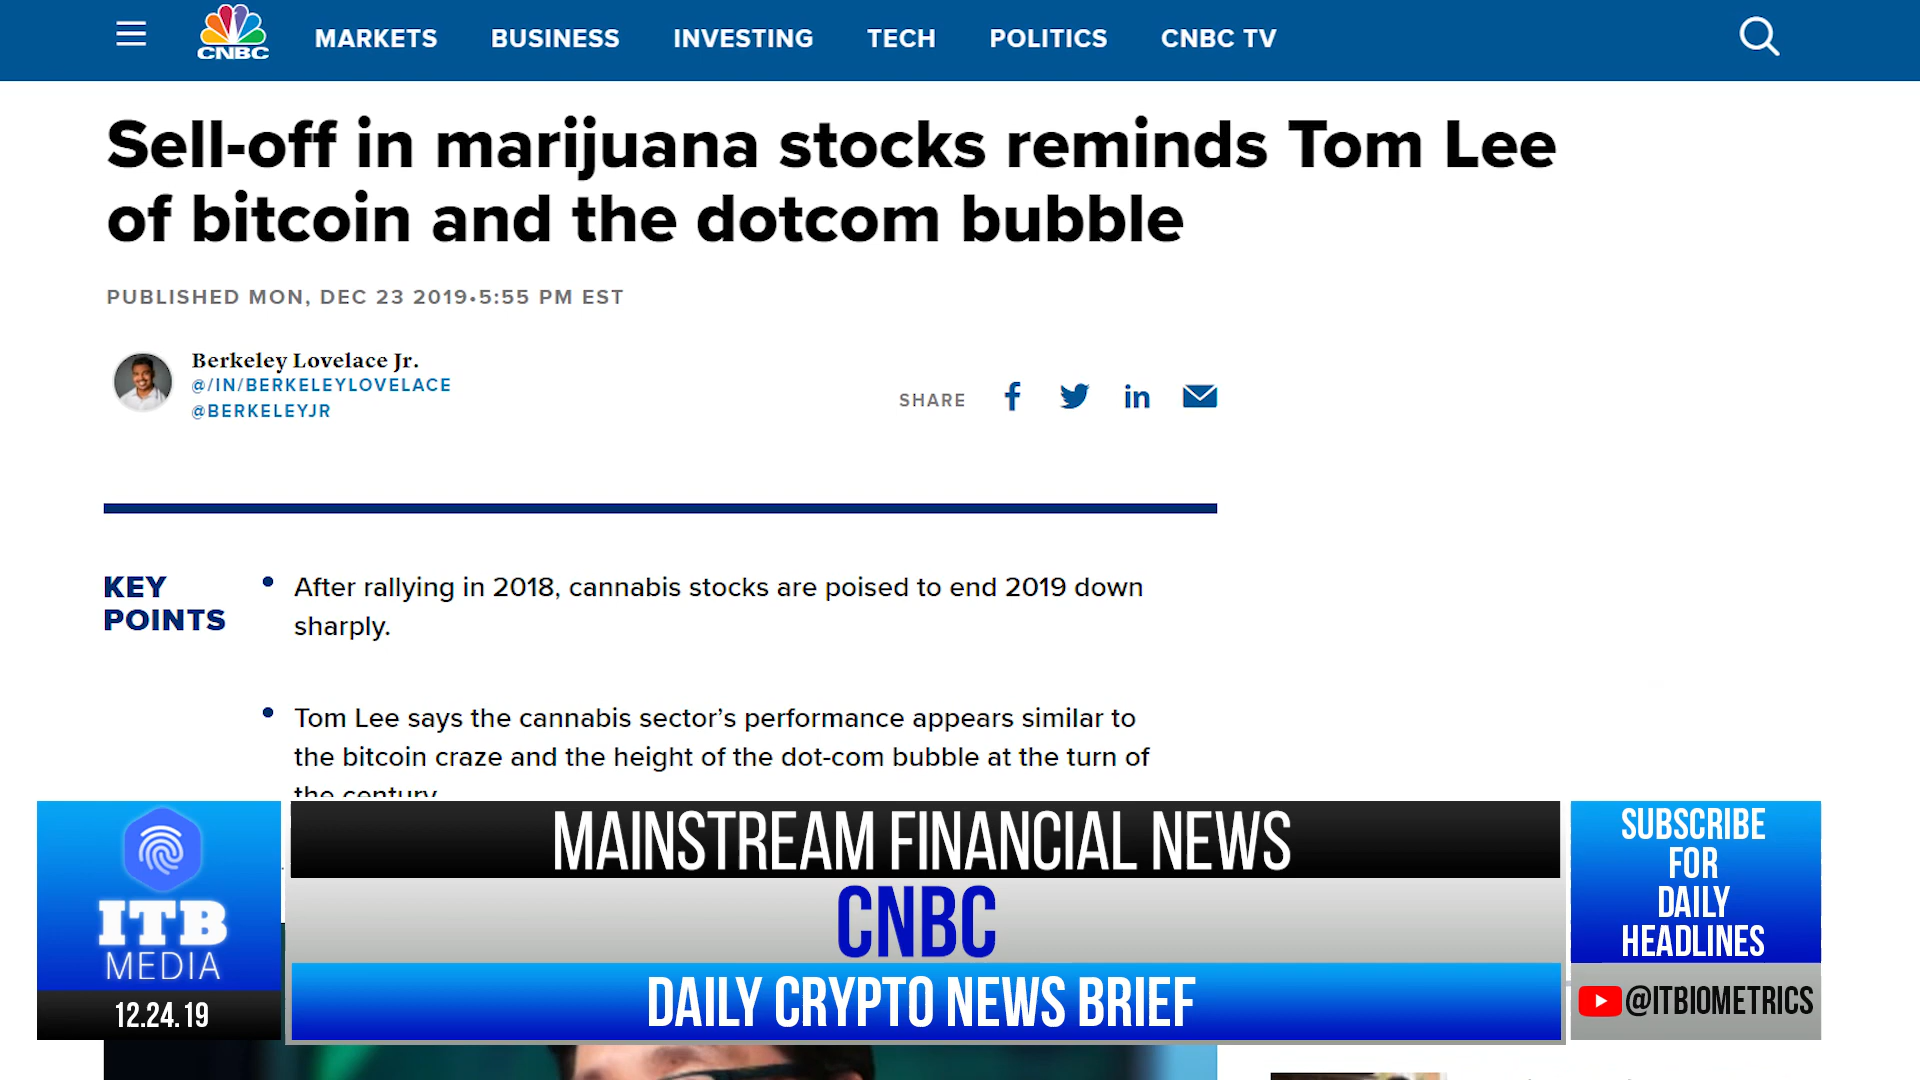 CNBC
MARKETS
BUSINESS
INVESTING
TECH
POLITICS
CNBC TV
Sell-off in marijuana stocks reminds Tom Lee
of bitcoin and the dotcom bubble
PUBLISHED MON, DEC 23 2019•5:55 PM EST
Berkeley Lovelace Jr.
@/IN/BERKELEYLOVELACE
@BERKELEYJR
SHARE
KEY
POINTS
• After rallying in 2018, cannabis stocks are poised to end 2019 down
sharply.
• Tom Lee says the cannabis sector’s performance appears similar to
the bitcoin craze and the height of the dot-com bubble at the turn of
the century.
ITB
MEDIA
12.24.19
MAINSTREAM FINANCIAL NEWS
CNBC
DAILY CRYPTO NEWS BRIEF
SUBSCRIBE
FOR
DAILY
HEADLINES
@ITBIOMETRICS